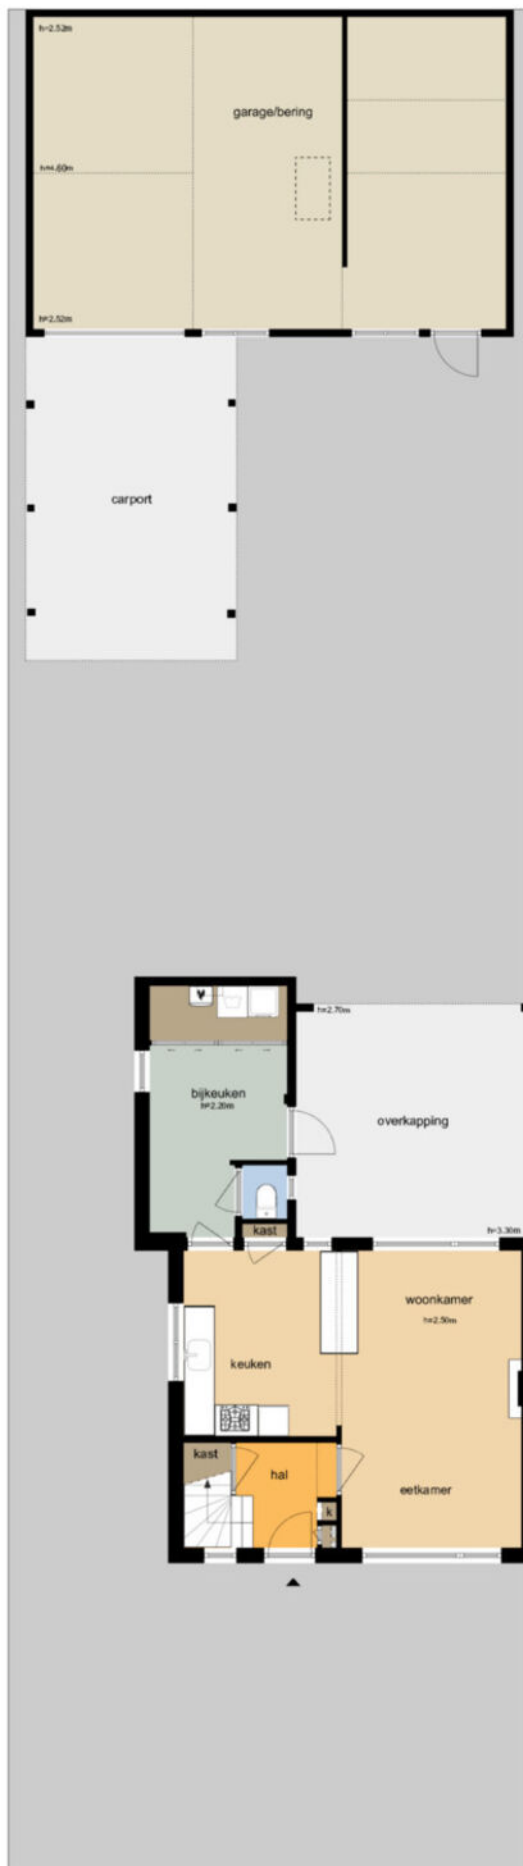 h=2.52m
garage/bering
h=4.60m
h=2.52m
carport
h=2.70m
bijkeuken
h=2.20m
overkapping
kast
h=3.30m
woonkamer
h=2.50m
keuken
kast
hal
eetkamer
k